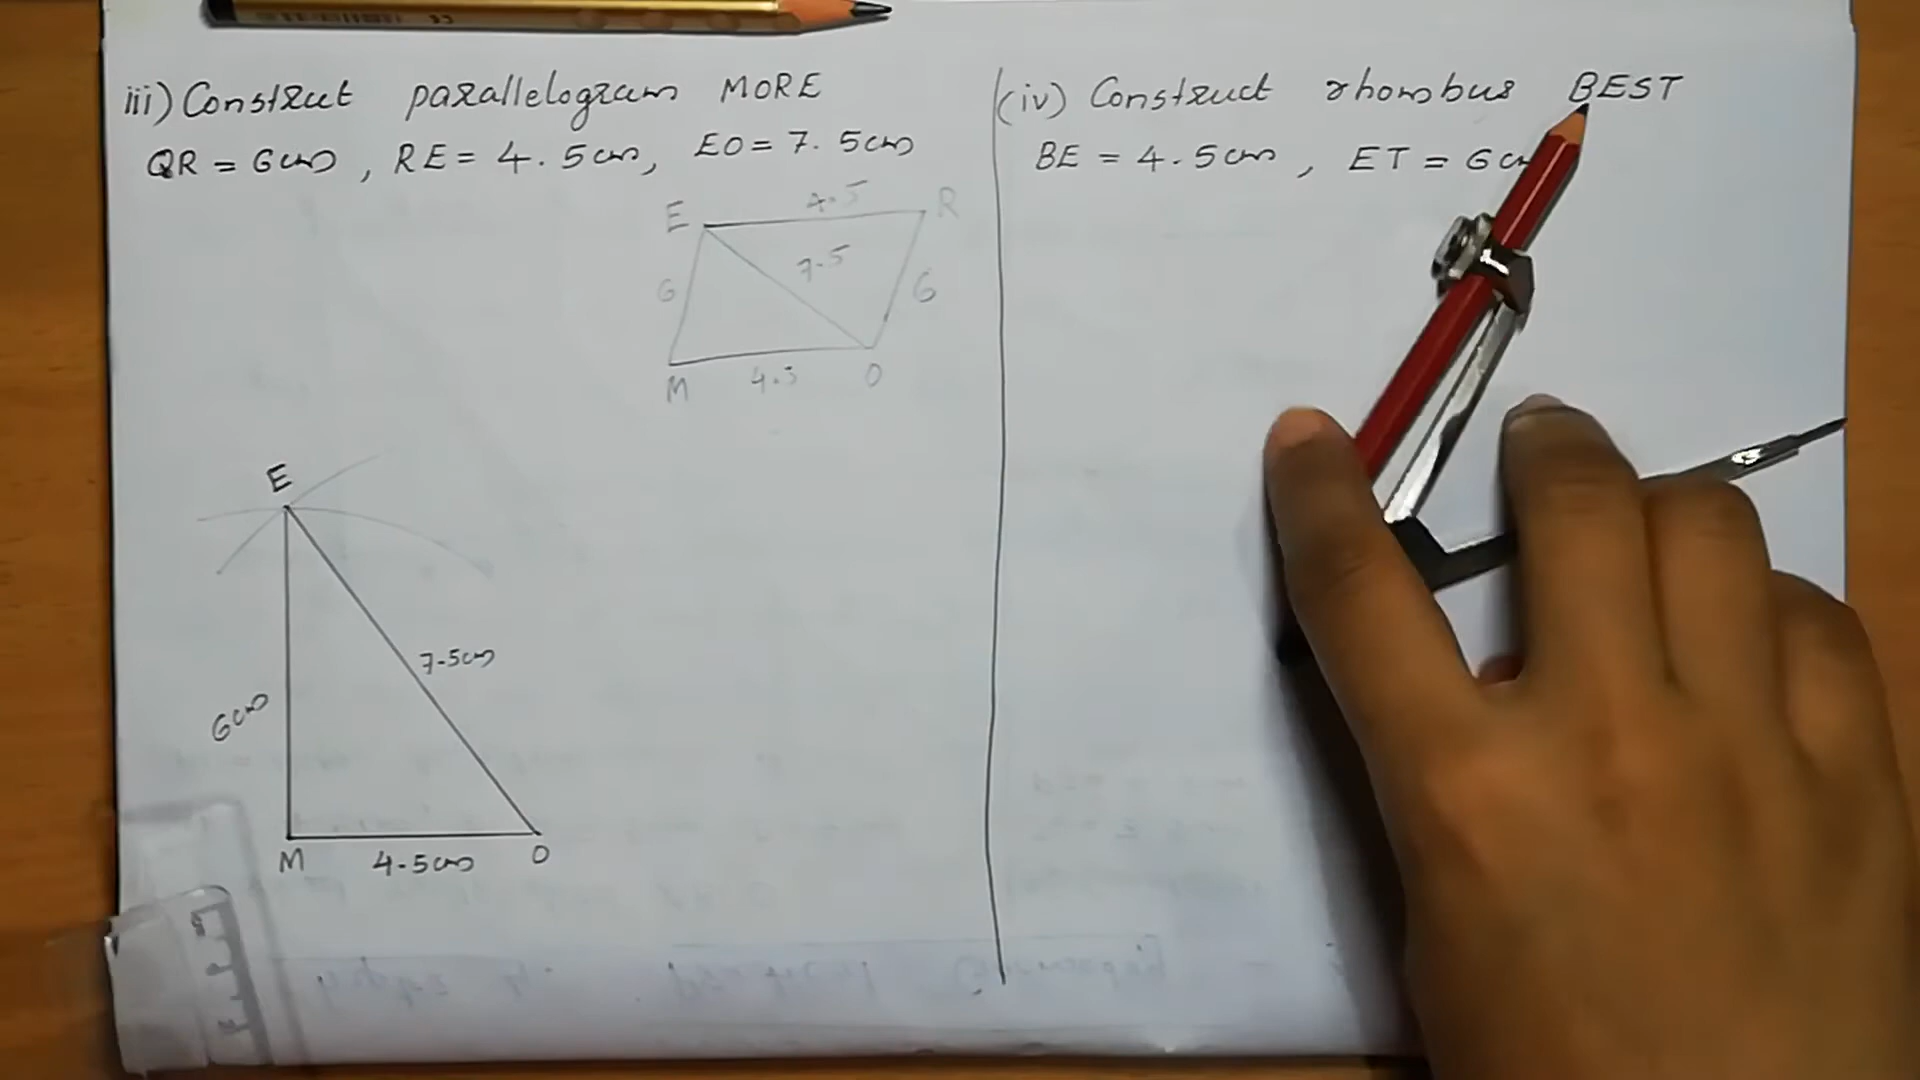 iii) Construct parallelogram MORE
QR = 6cm, RE = 4.5cm, EO = 7.5cm
4.5
E
R
7.5
6
6
M
4.5
O
E
7.5cm
6cm
M
4.5cm
O
(iv) Construct rhombus BEST
BE = 4.5cm, ET = 6c